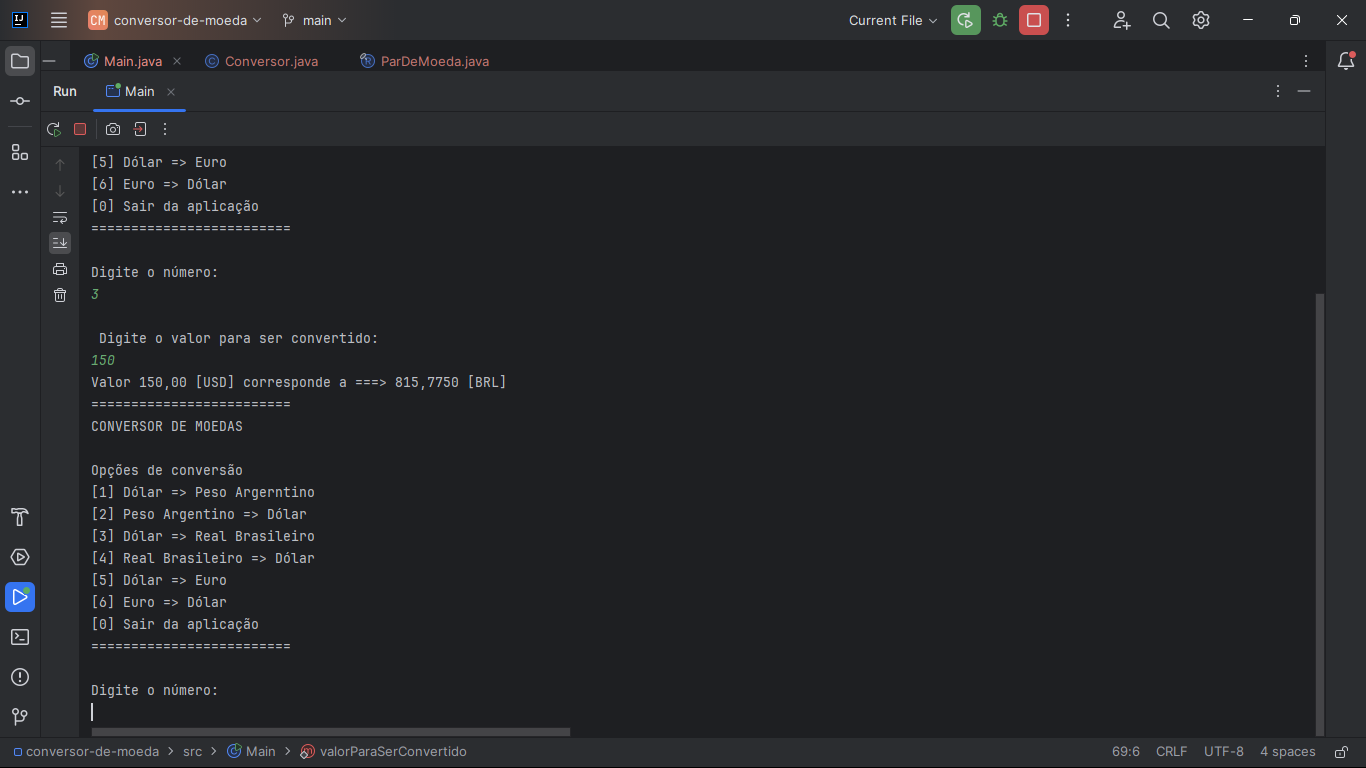 CM conversor-de-moeda main Current File
Main.java Conversor.java ParDeMoeda.java
Run Main
[5] Dólar => Euro
[6] Euro => Dólar
[0] Sair da aplicação
=========================
Digite o número:
3
Digite o valor para ser convertido:
150
Valor 150,00 [USD] corresponde a ===> 815,7750 [BRL]
=========================
CONVERSOR DE MOEDAS
Opções de conversão
[1] Dólar => Peso Argerntino
[2] Peso Argentino => Dólar
[3] Dólar => Real Brasileiro
[4] Real Brasileiro => Dólar
[5] Dólar => Euro
[6] Euro => Dólar
[0] Sair da aplicação
=========================
Digite o número:
conversor-de-moeda > src > Main > valorParaSerConvertido 69:6 CRLF UTF-8 4 spaces